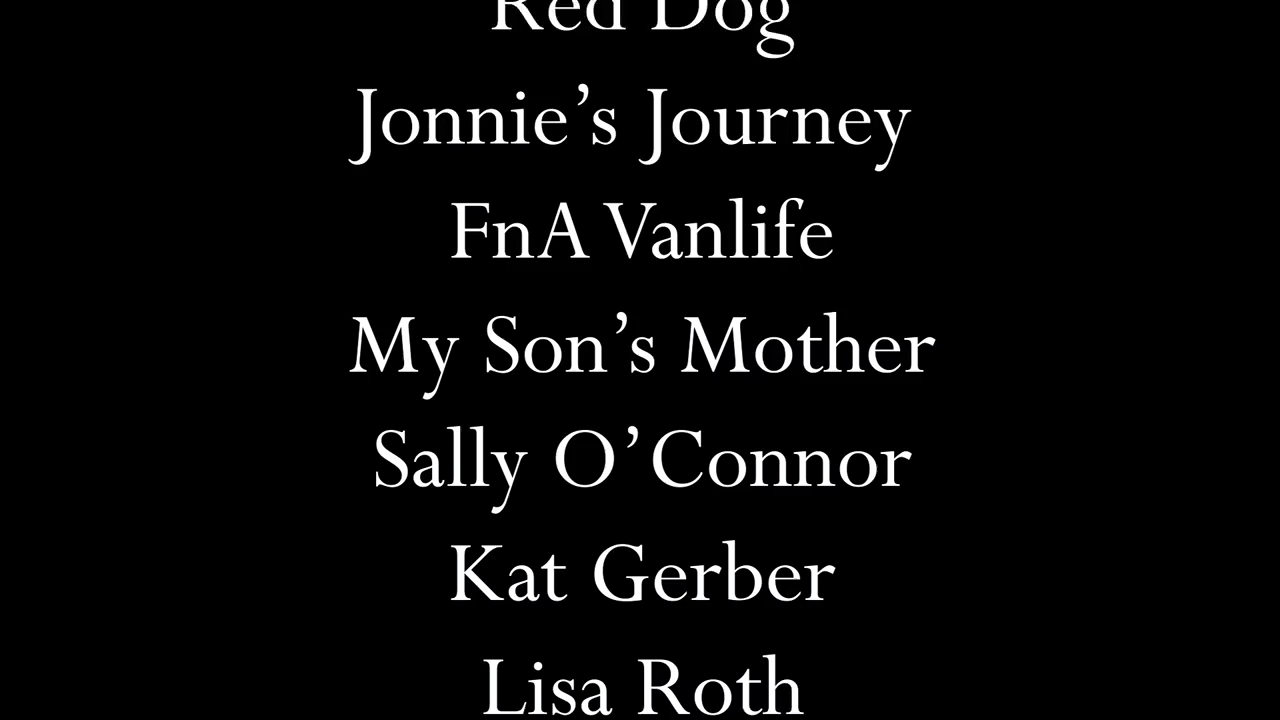 Red Dog
Jonnie’s Journey
FnA Vanlife
My Son’s Mother
Sally O’Connor
Kat Gerber
Lisa Roth